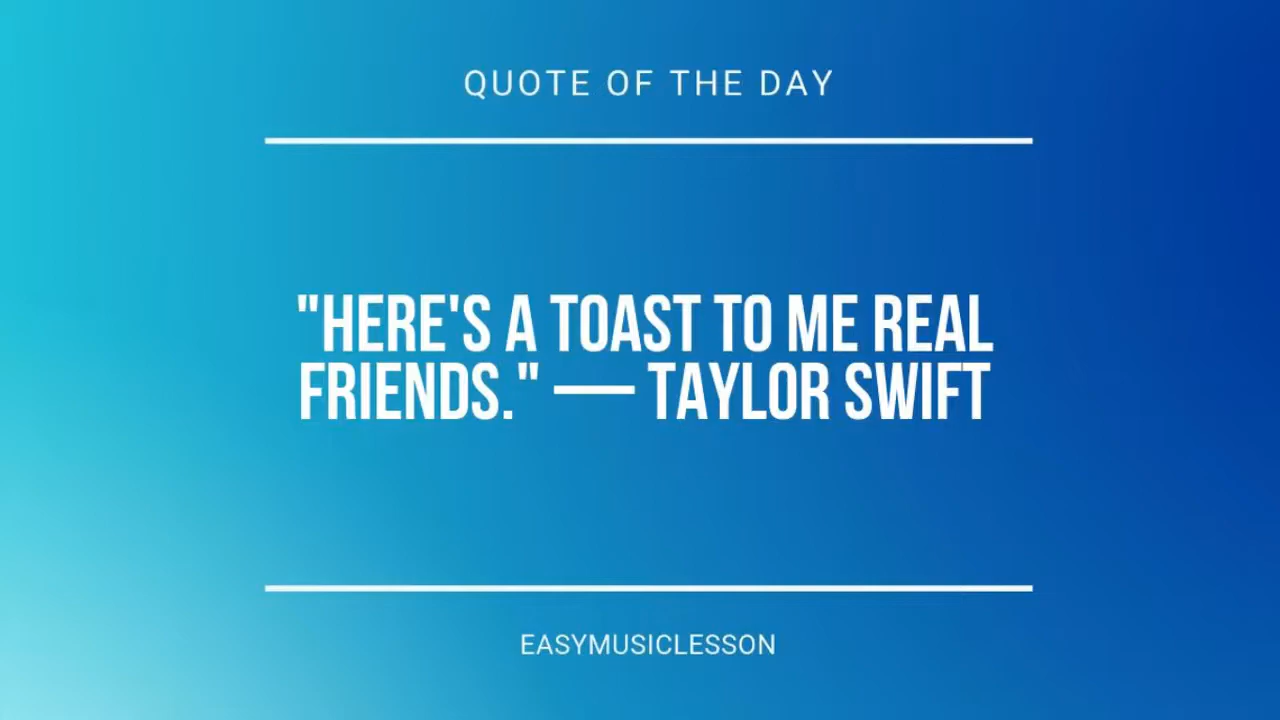 QUOTE OF THE DAY
"HERE'S A TOAST TO ME REAL
FRIENDS." — TAYLOR SWIFT
EASYMUSICLESSON